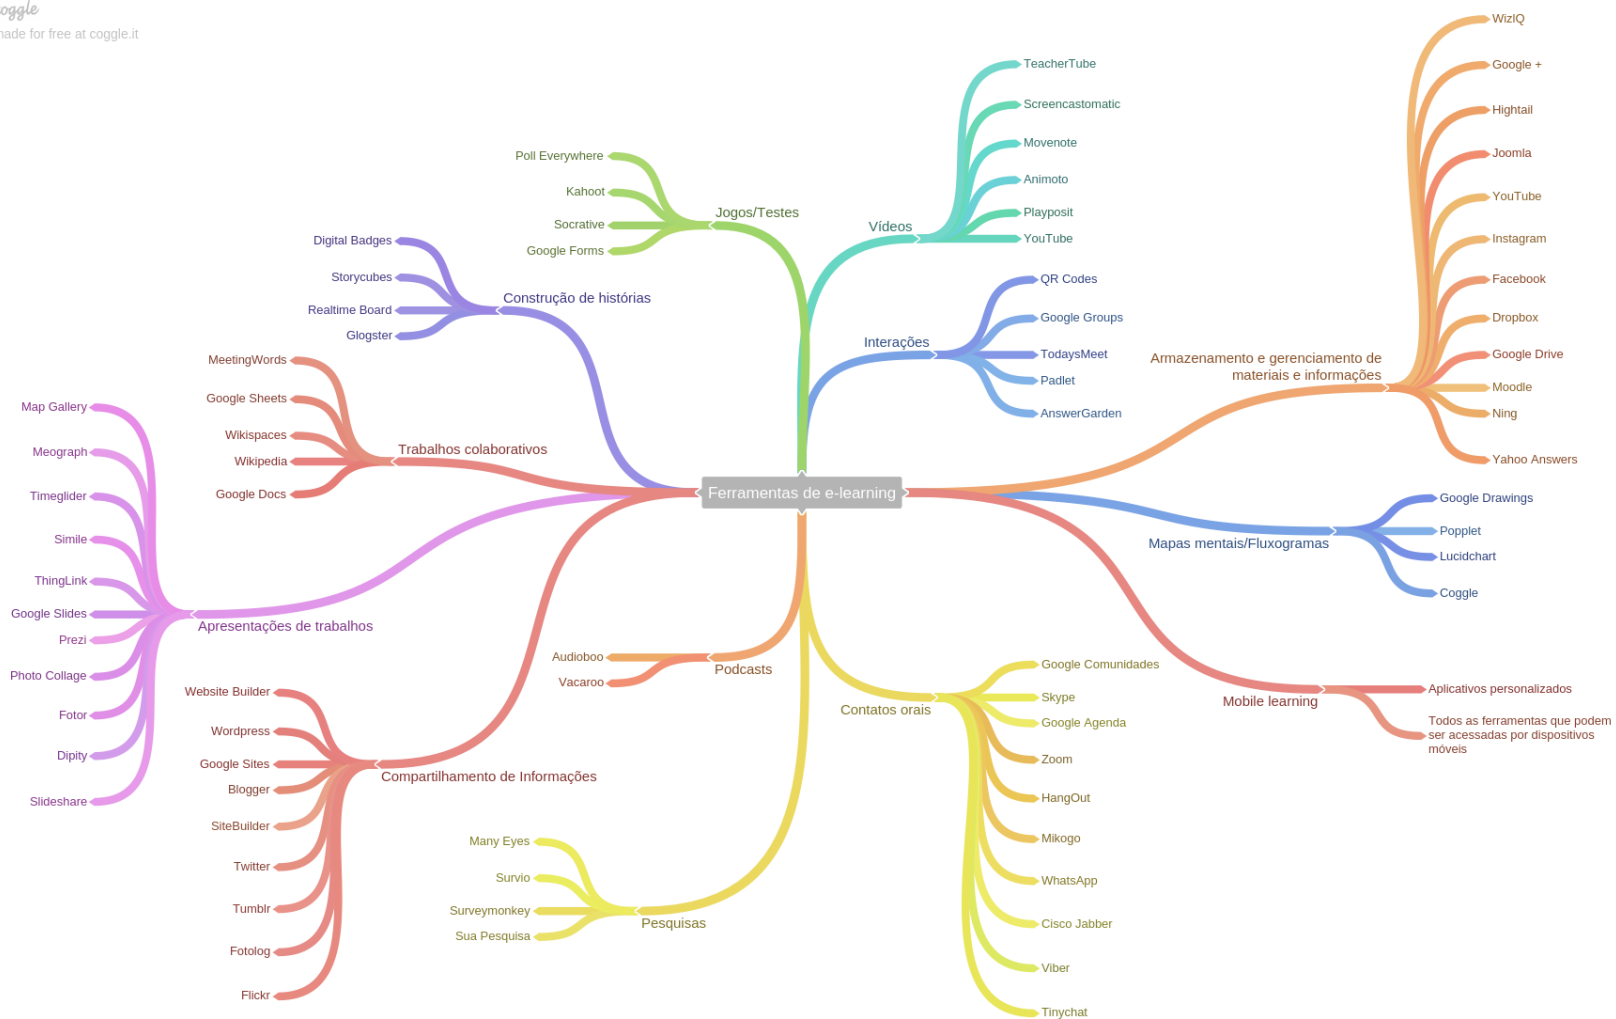 coggle
made for free at coggle.it
Ferramentas de e-learning
Jogos/Testes
Poll Everywhere
Kahoot
Socrative
Google Forms
Construção de histórias
Digital Badges
Storycubes
Realtime Board
Glogster
Trabalhos colaborativos
MeetingWords
Google Sheets
Wikispaces
Wikipedia
Google Docs
Apresentações de trabalhos
Map Gallery
Meograph
Timeglider
Simile
ThingLink
Google Slides
Prezi
Photo Collage
Fotor
Dipity
Slideshare
Compartilhamento de Informações
Website Builder
Wordpress
Google Sites
Blogger
SiteBuilder
Twitter
Tumblr
Fotolog
Flickr
Podcasts
Audioboo
Vacaroo
Pesquisas
Many Eyes
Survio
Surveymonkey
Sua Pesquisa
Vídeos
TeacherTube
Screencastomatic
Movenote
Animoto
Playposit
YouTube
Interações
QR Codes
Google Groups
TodaysMeet
Padlet
AnswerGarden
Armazenamento e gerenciamento de
materiais e informações
WizIQ
Google +
Hightail
Joomla
YouTube
Instagram
Facebook
Dropbox
Google Drive
Moodle
Ning
Yahoo Answers
Mapas mentais/Fluxogramas
Google Drawings
Popplet
Lucidchart
Coggle
Mobile learning
Aplicativos personalizados
Todos as ferramentas que podem
ser acessadas por dispositivos
móveis
Contatos orais
Google Comunidades
Skype
Google Agenda
Zoom
HangOut
Mikogo
WhatsApp
Cisco Jabber
Viber
Tinychat